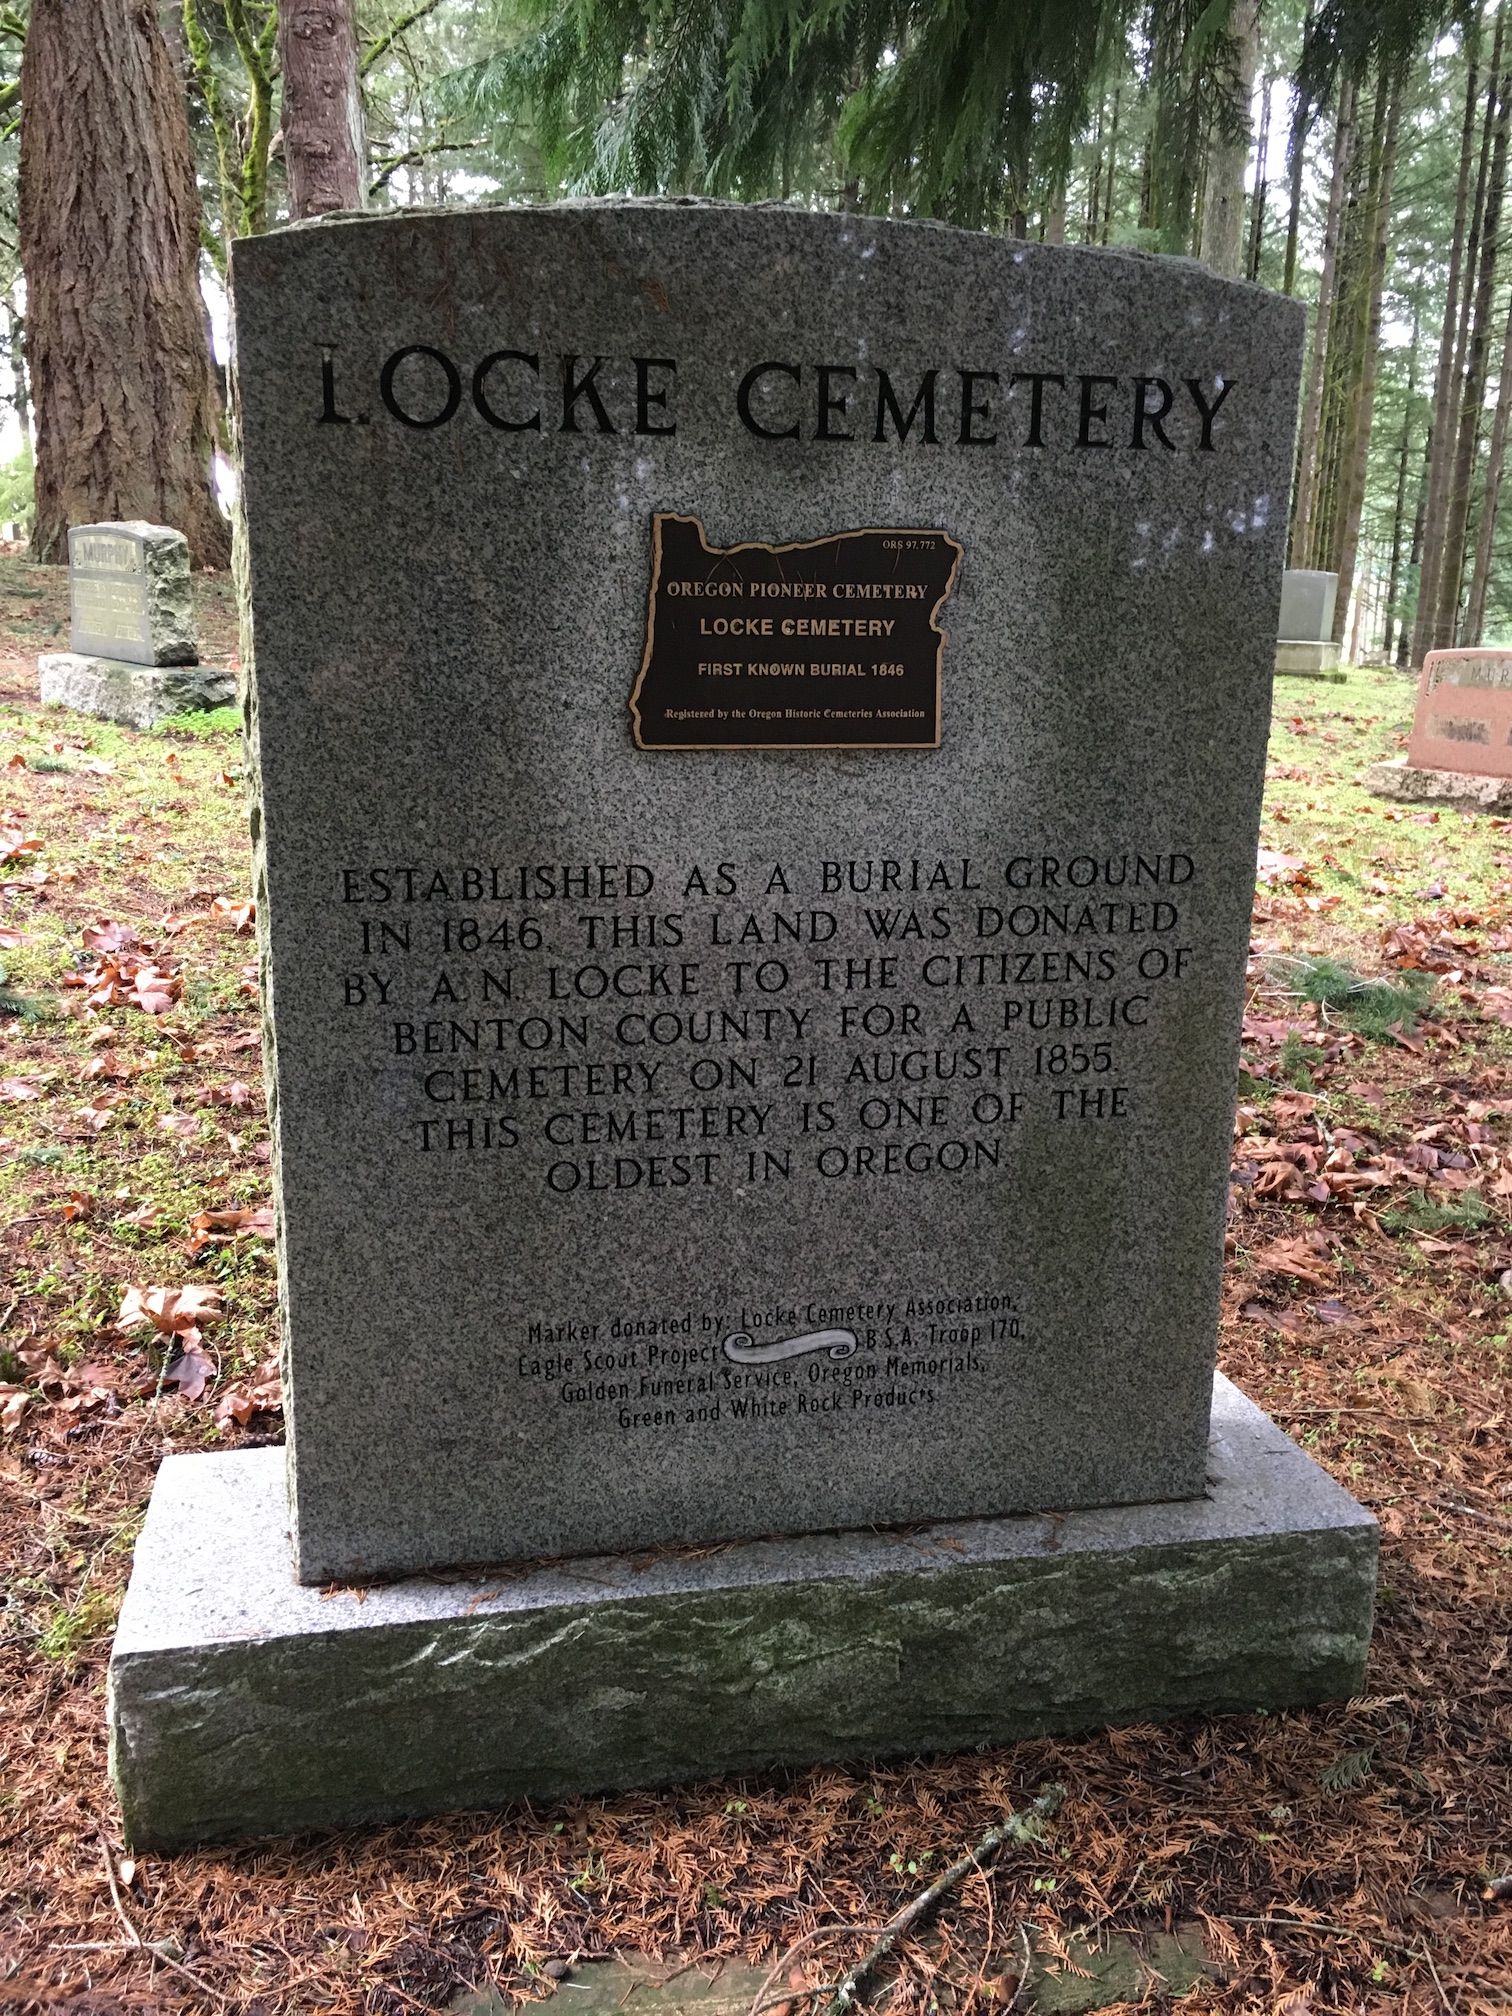 LOCKE CEMETERY
ORS 97.772
OREGON PIONEER CEMETERY
LOCKE CEMETERY
FIRST KNOWN BURIAL 1846
Registered by the Oregon Historic Cemeteries Association
ESTABLISHED AS A BURIAL GROUND
IN 1846, THIS LAND WAS DONATED
BY A. N. LOCKE TO THE CITIZENS OF
BENTON COUNTY FOR A PUBLIC
CEMETERY ON 21 AUGUST 1855.
THIS CEMETERY IS ONE OF THE
OLDEST IN OREGON.
Marker donated by: Locke Cemetery Association,
Eagle Scout Project B.S.A. Troop 170,
Golden Funeral Service, Oregon Memorials,
Green and White Rock Products.
MURPHY